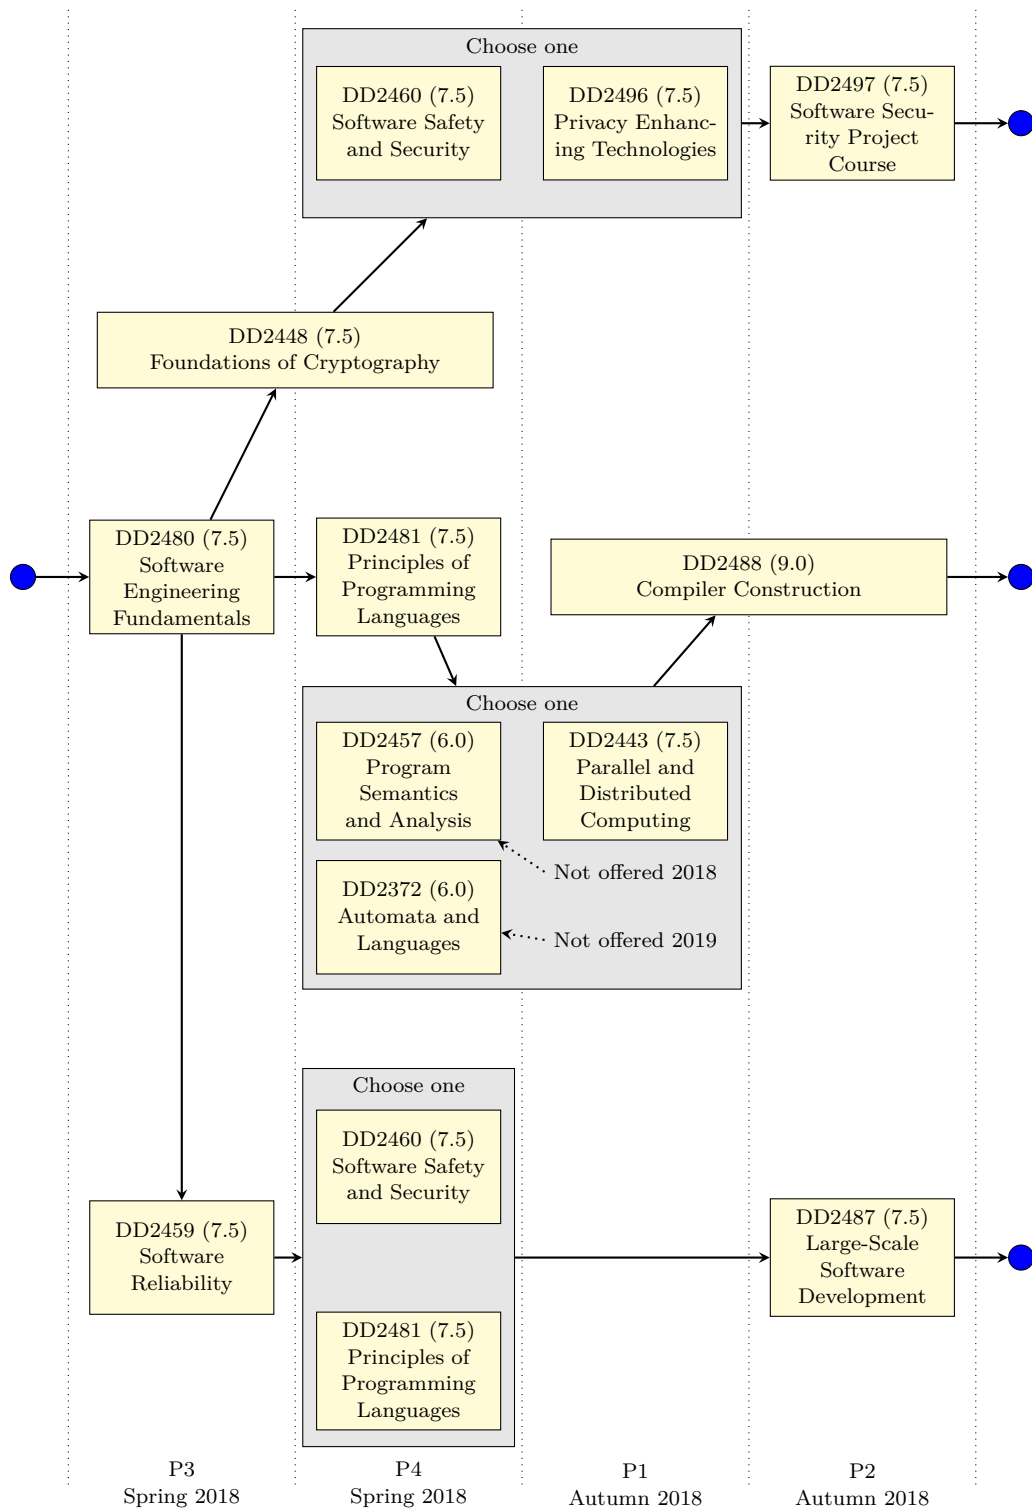 Choose one
DD2460 (7.5)
Software Safety
and Security
DD2496 (7.5)
Privacy Enhanc-
ing Technologies
DD2497 (7.5)
Software Secu-
rity Project
Course
DD2448 (7.5)
Foundations of Cryptography
DD2480 (7.5)
Software
Engineering
Fundamentals
DD2481 (7.5)
Principles of
Programming
Languages
DD2488 (9.0)
Compiler Construction
Choose one
DD2457 (6.0)
Program
Semantics
and Analysis
DD2443 (7.5)
Parallel and
Distributed
Computing
Not offered 2018
DD2372 (6.0)
Automata and
Languages
Not offered 2019
Choose one
DD2460 (7.5)
Software Safety
and Security
DD2459 (7.5)
Software
Reliability
DD2487 (7.5)
Large-Scale
Software
Development
DD2481 (7.5)
Principles of
Programming
Languages
P3
Spring 2018
P4
Spring 2018
P1
Autumn 2018
P2
Autumn 2018